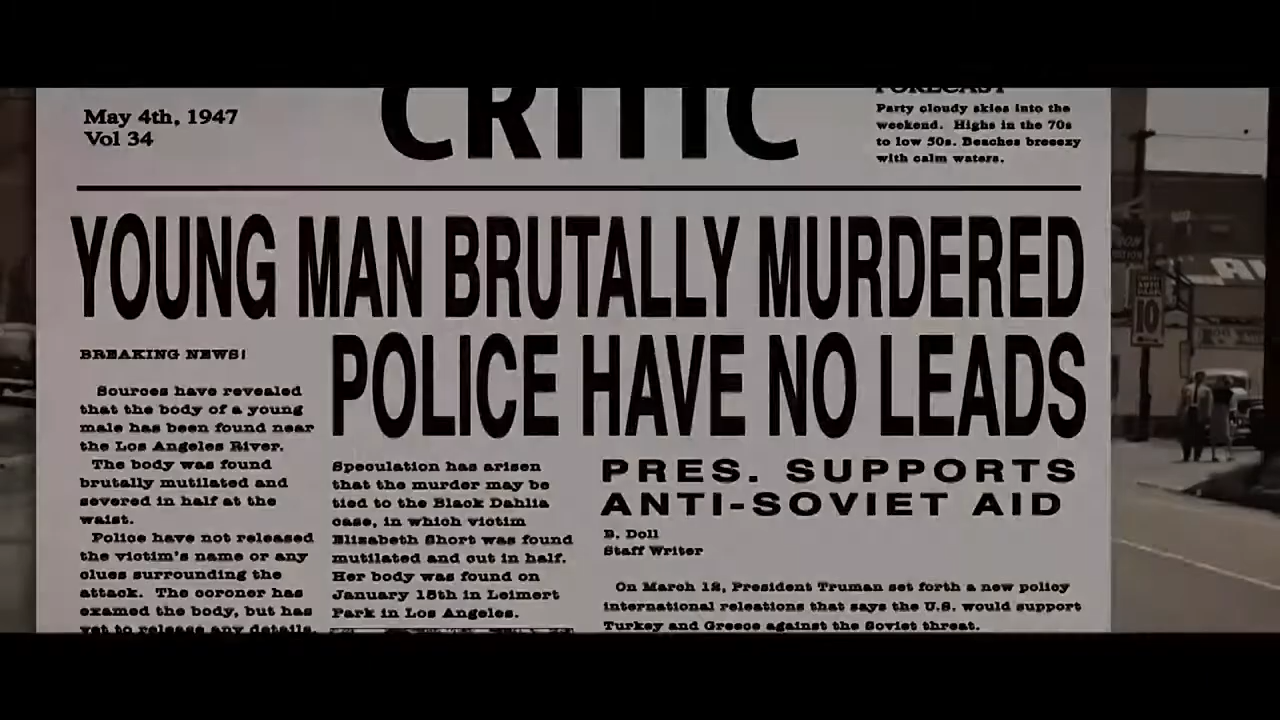 CRITIC
May 4th, 1947
Vol 34
FORECAST
Party cloudy skies into the
weekend. Highs in the 70s
to low 50s. Beaches breeezy
with calm waters.
YOUNG MAN BRUTALLY MURDERED
POLICE HAVE NO LEADS
BREAKING NEWS!
Sources have revealed
that the body of a young
male has been found near
the Los Angeles River.
The body was found
brutally mutilated and
severed in half at the
waist.
Police have not released
the victim's name or any
clues surrounding the
attack. The coroner has
examed the body, but has
yet to release any details.
Speculation has arisen
that the murder may be
tied to the Black Dahlia
case, in which victim
Elizabeth Short was found
mutilated and cut in half.
Her body was found on
January 15th in Leimert
Park in Los Angeles.
PRES. SUPPORTS
ANTI-SOVIET AID
B. Doll
Staff Writer
On March 12, President Truman set forth a new policy
international releations that says the U.S. would support
Turkey and Greece against the Soviet threat.
10